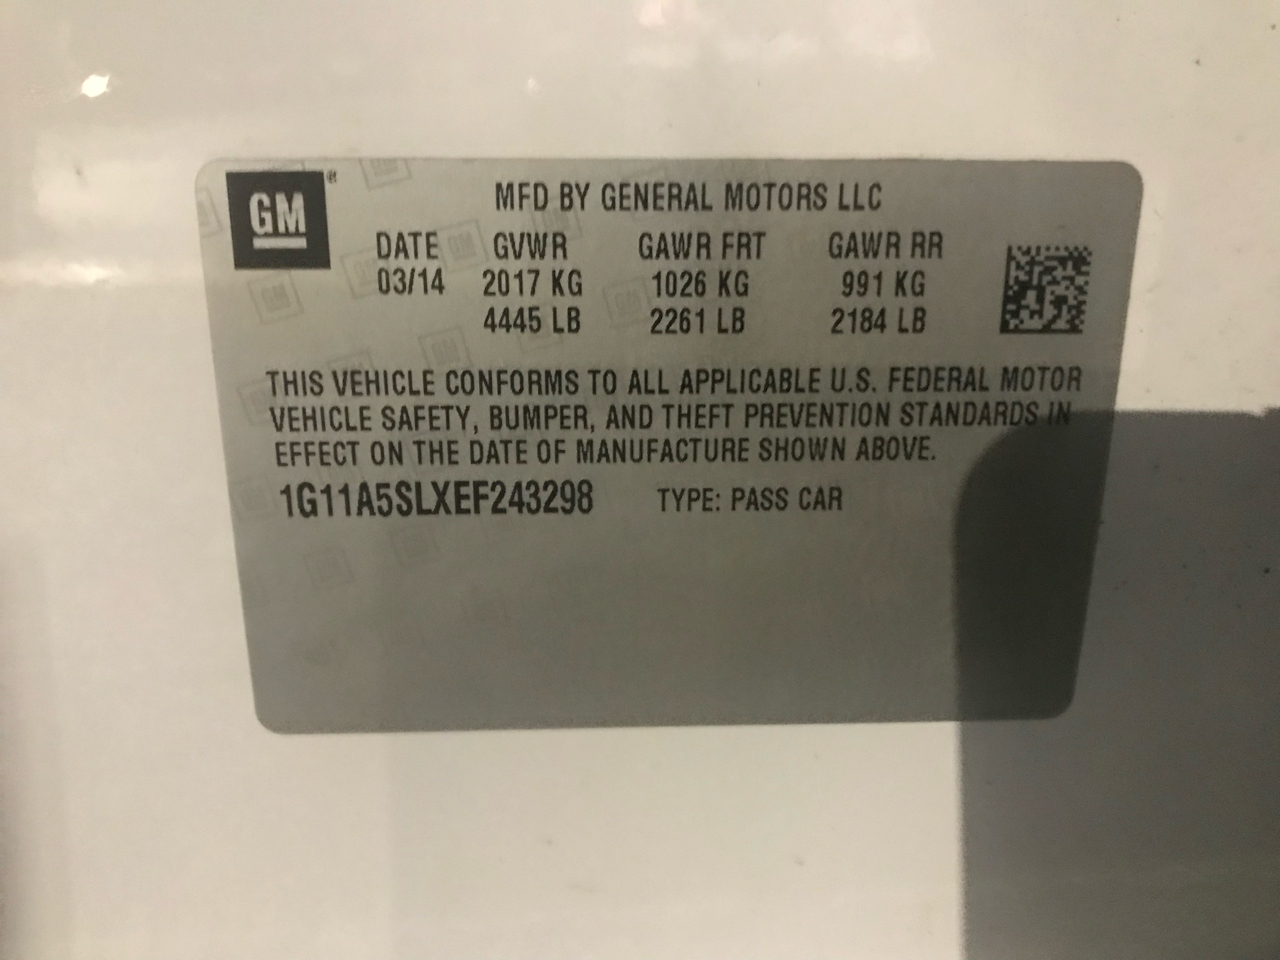 GM®
MFD BY GENERAL MOTORS LLC
DATE GVWR GAWR FRT GAWR RR
03/14 2017 KG 1026 KG 991 KG
4445 LB 2261 LB 2184 LB
THIS VEHICLE CONFORMS TO ALL APPLICABLE U.S. FEDERAL MOTOR
VEHICLE SAFETY, BUMPER, AND THEFT PREVENTION STANDARDS IN
EFFECT ON THE DATE OF MANUFACTURE SHOWN ABOVE.
1G11A5SLXEF243298 TYPE: PASS CAR